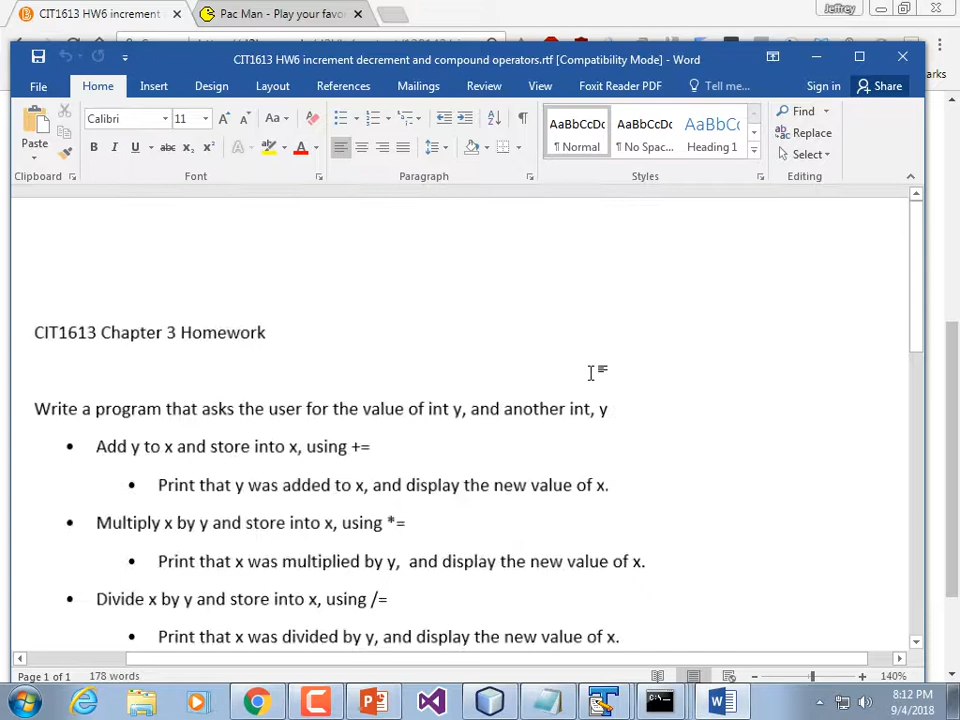 CIT1613 HW6 increment
Pac Man - Play your favo
Jeffrey
CIT1613 HW6 increment decrement and compound operators.rtf [Compatibility Mode] - Word
File Home Insert Design Layout References Mailings Review View Foxit Reader PDF Tell me... Share
Calibri 11 Aa
AaBbCcDc AaBbCcDc AaBbCc
Find
Replace
Select
Paste
B I U abc X₂ X² A A
¶ Normal ¶ No Spac... Heading 1
Clipboard Font Paragraph Styles Editing
CIT1613 Chapter 3 Homework
Write a program that asks the user for the value of int y, and another int, y
• Add y to x and store into x, using +=
• Print that y was added to x, and display the new value of x.
• Multiply x by y and store into x, using *=
• Print that x was multiplied by y,  and display the new value of x.
• Divide x by y and store into x, using /=
• Print that x was divided by y, and display the new value of x.
Page 1 of 1 178 words 140%
8:12 PM
9/4/2018